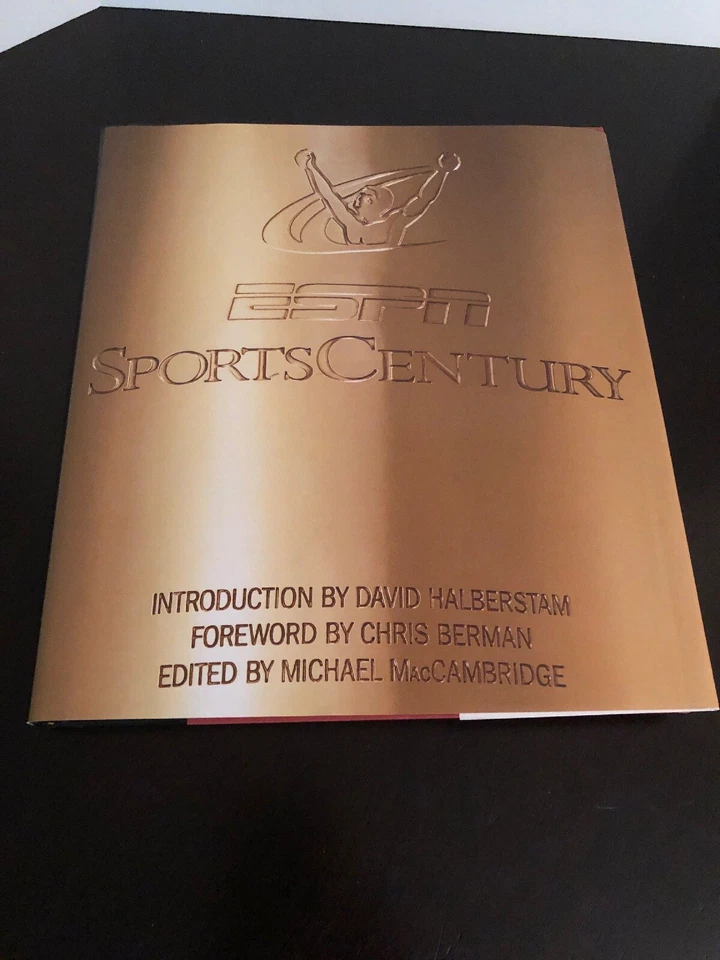 ESPN
SPORTSCENTURY
INTRODUCTION BY DAVID HALBERSTAM
FOREWORD BY CHRIS BERMAN
EDITED BY MICHAEL MacCAMBRIDGE